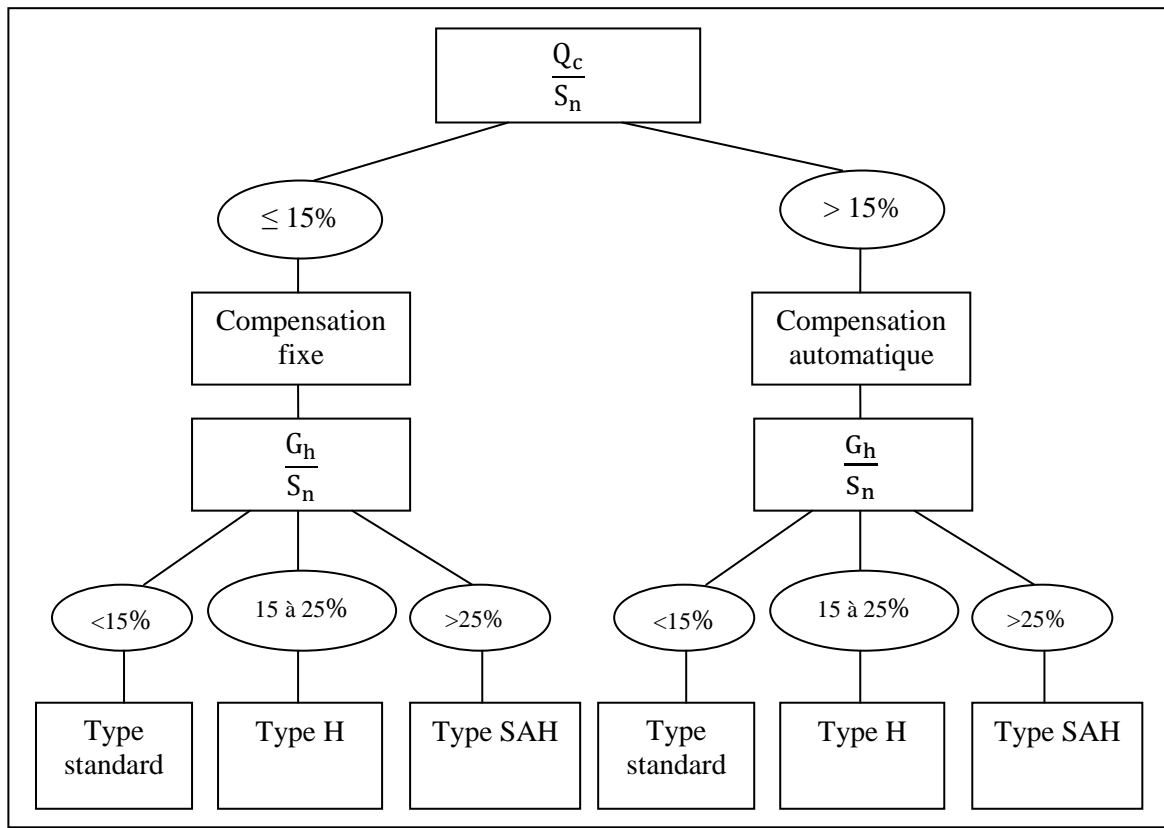 Q_c
S_n
≤ 15%
> 15%
Compensation
fixe
Compensation
automatique
G_h
S_n
G_h
s_n
<15%
15 à 25%
>25%
<15%
15 à 25%
>25%
Type
standard
Type H
Type SAH
Type
standard
Type H
Type SAH